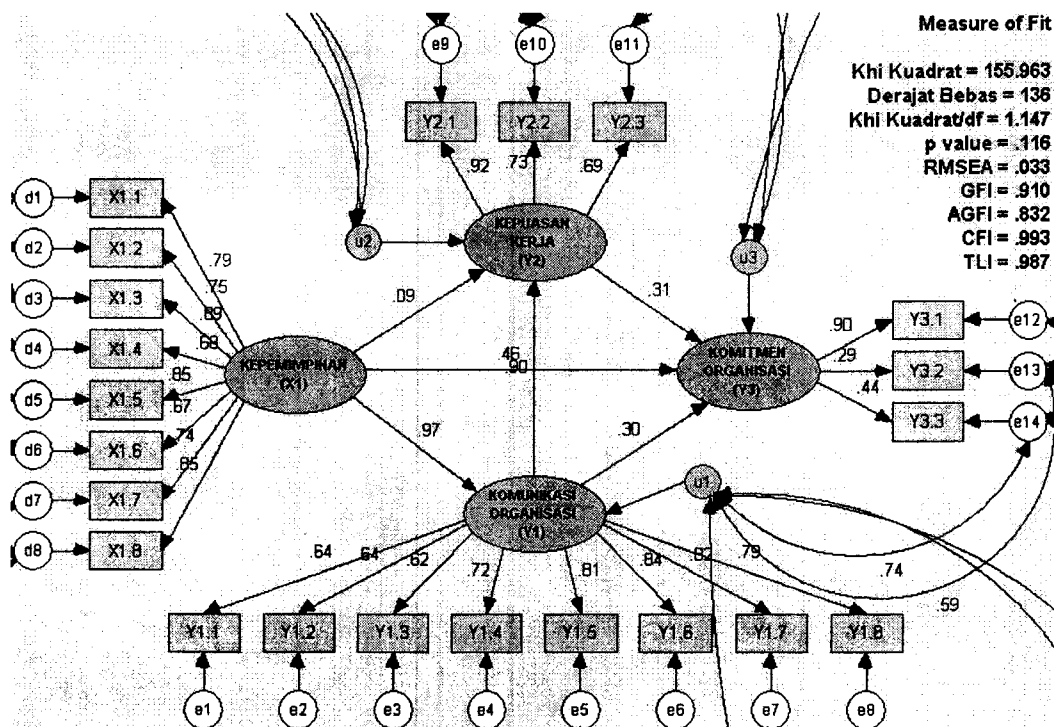 Measure of Fit
Khi Kuadrat = 155.963
Derajat Bebas = 136
Khi Kuadrat/df = 1.147
p value = .116
RMSEA = .033
GFI = .910
AGFI = .832
CFI = .993
TLI = .987
e9
e10
e11
Y2.1
Y2.2
Y2.3
.92
.73
.69
KEPUASAN
KERJA
(Y2)
u2
u3
d1
X1.1
d2
X1.2
d3
X1.3
d4
X1.4
d5
X1.5
d6
X1.6
d7
X1.7
d8
X1.8
.79
.75
.89
.68
.85
.67
.74
.85
KEPEMIMPINAN
(X1)
.09
.31
.46
.90
.97
.30
KOMITMEN
ORGANISASI
(Y3)
.90
.29
.44
Y3.1
e12
Y3.2
e13
Y3.3
e14
KOMUNIKASI
ORGANISASI
(Y1)
u1
.64
.64
.62
.72
.81
.84
.79
.74
.59
Y1.1
Y1.2
Y1.3
Y1.4
Y1.5
Y1.6
Y1.7
Y1.8
e1
e2
e3
e4
e5
e6
e7
e8